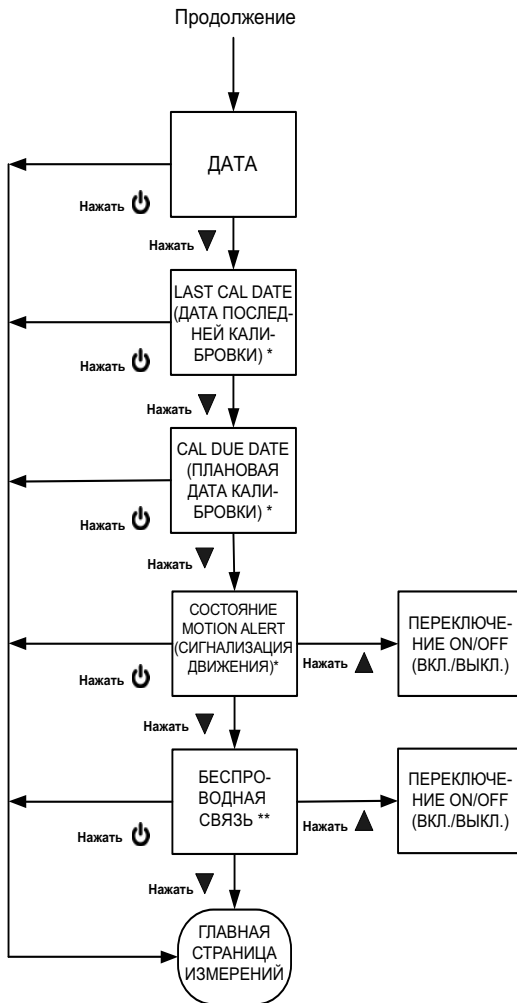 Продолжение
ДАТА
Нажать
Нажать
LAST CAL DATE
(ДАТА ПОСЛЕД-
НЕЙ КАЛИ-
БРОВКИ) *
Нажать
Нажать
CAL DUE DATE
(ПЛАНОВАЯ
ДАТА КАЛИ-
БРОВКИ) *
Нажать
Нажать
СОСТОЯНИЕ
MOTION ALERT
(СИГНАЛИЗАЦИЯ
ДВИЖЕНИЯ)*
Нажать
Нажать
ПЕРЕКЛЮЧЕ-
НИЕ ON/OFF
(ВКЛ./ВЫКЛ.)
Нажать
БЕСПРО-
ВОДНАЯ
СВЯЗЬ **
Нажать
Нажать
ПЕРЕКЛЮЧЕ-
НИЕ ON/OFF
(ВКЛ./ВЫКЛ.)
Нажать
ГЛАВНАЯ
СТРАНИЦА
ИЗМЕРЕНИЙ